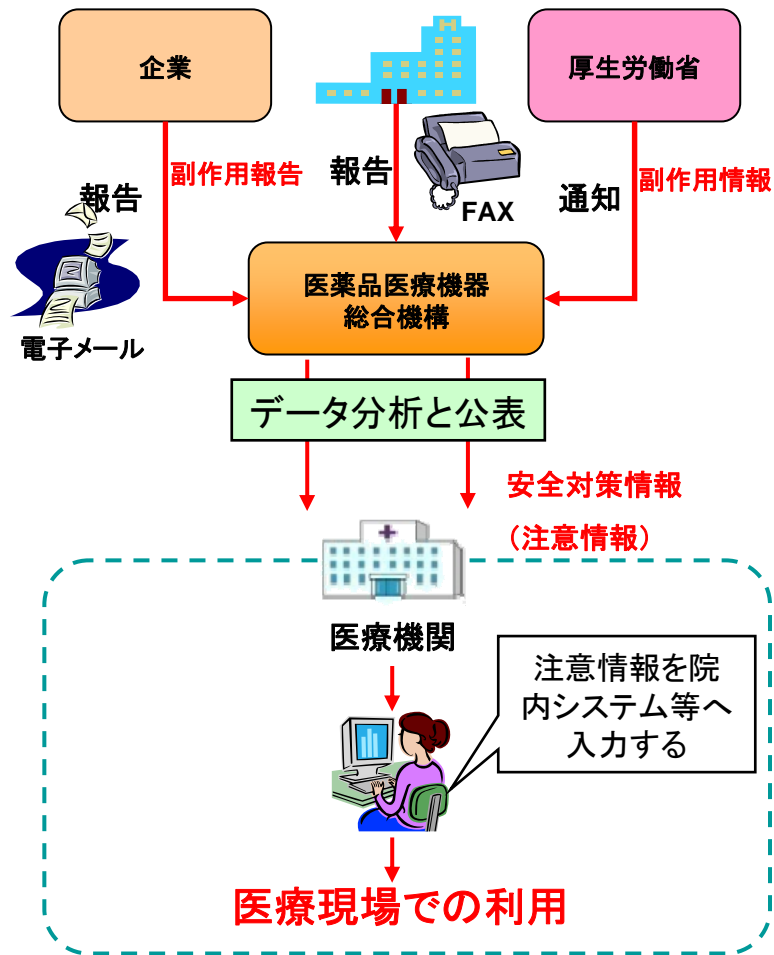 企業
厚生労働省
報告
副作用報告
報告
FAX
通知
副作用情報
電子メール
医薬品医療機器
総合機構
データ分析と公表
安全対策情報
（注意情報）
医療機関
注意情報を院
内システム等へ
入力する
医療現場での利用